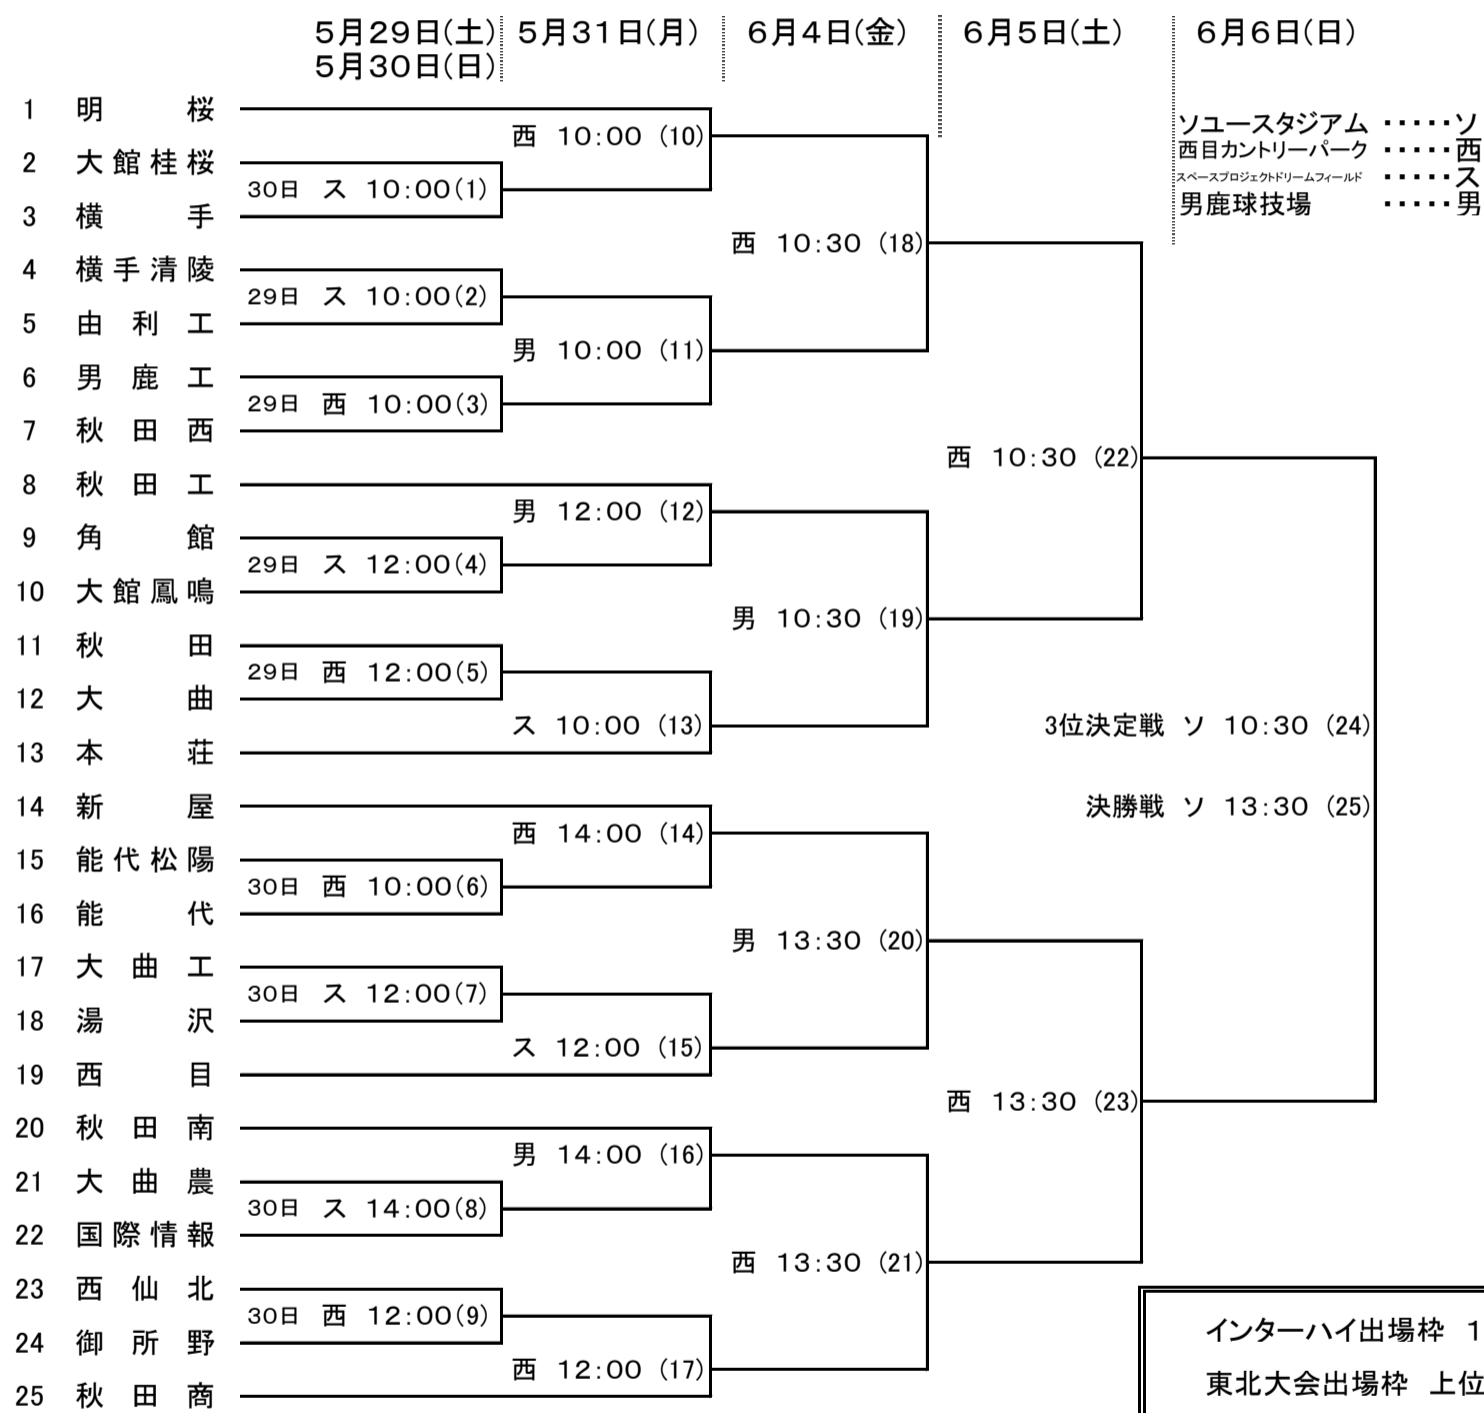 5月29日(土) 5月31日(月) 6月4日(金) 6月5日(土) 6月6日(日)
5月30日(日)
ソユースタジアム ・・・・・ソ
西目カントリーパーク ・・・・・西
スペースプロジェクトドリームフィールド ・・・・・ス
男鹿球技場 ・・・・・男
1 明桜
西 10:00 (10)
2 大館桂桜
30日 ス 10:00(1)
3 横手
西 10:30 (18)
4 横手清陵
29日 ス 10:00(2)
5 由利工
男 10:00 (11)
6 男鹿工
29日 西 10:00(3)
7 秋田西
西 10:30 (22)
8 秋田工
男 12:00 (12)
9 角館
29日 ス 12:00(4)
10 大館鳳鳴
男 10:30 (19)
11 秋田
29日 西 12:00(5)
12 大曲
ス 10:00 (13)
3位決定戦 ソ 10:30 (24)
13 本荘
14 新屋
決勝戦 ソ 13:30 (25)
西 14:00 (14)
15 能代松陽
30日 西 10:00(6)
16 能代
男 13:30 (20)
17 大曲工
30日 ス 12:00(7)
18 湯沢
ス 12:00 (15)
19 西目
西 13:30 (23)
20 秋田南
男 14:00 (16)
21 大曲農
30日 ス 14:00(8)
22 国際情報
西 13:30 (21)
23 西仙北
30日 西 12:00(9)
24 御所野
西 12:00 (17)
25 秋田商
インターハイ出場枠 1
東北大会出場枠 上位